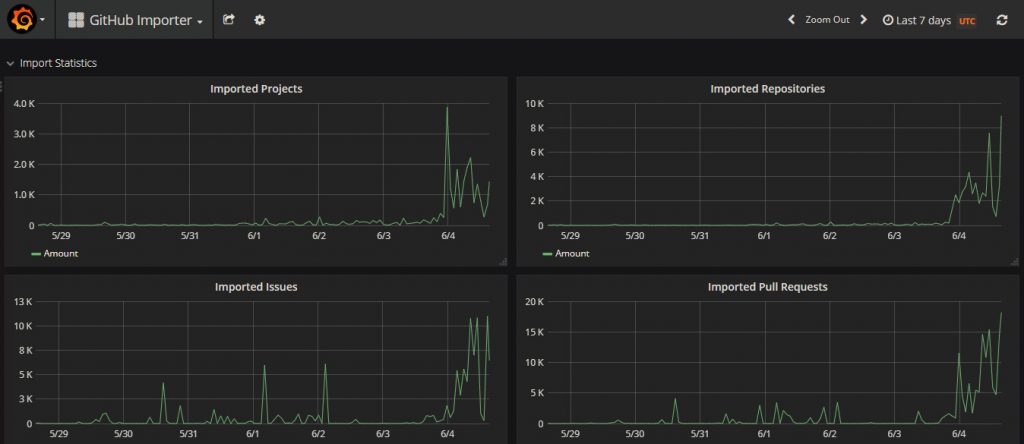 GitHub Importer
Zoom Out
Last 7 days UTC
Import Statistics
Imported Projects
4.0 K
3.0 K
2.0 K
1.0 K
0
5/29 5/30 5/31 6/1 6/2 6/3 6/4
Amount
Imported Repositories
10 K
8 K
6 K
4 K
2 K
0
5/29 5/30 5/31 6/1 6/2 6/3 6/4
Amount
Imported Issues
13 K
10 K
8 K
5 K
3 K
0
5/29 5/30 5/31 6/1 6/2 6/3 6/4
Imported Pull Requests
20 K
15 K
10 K
5 K
0
5/29 5/30 5/31 6/1 6/2 6/3 6/4